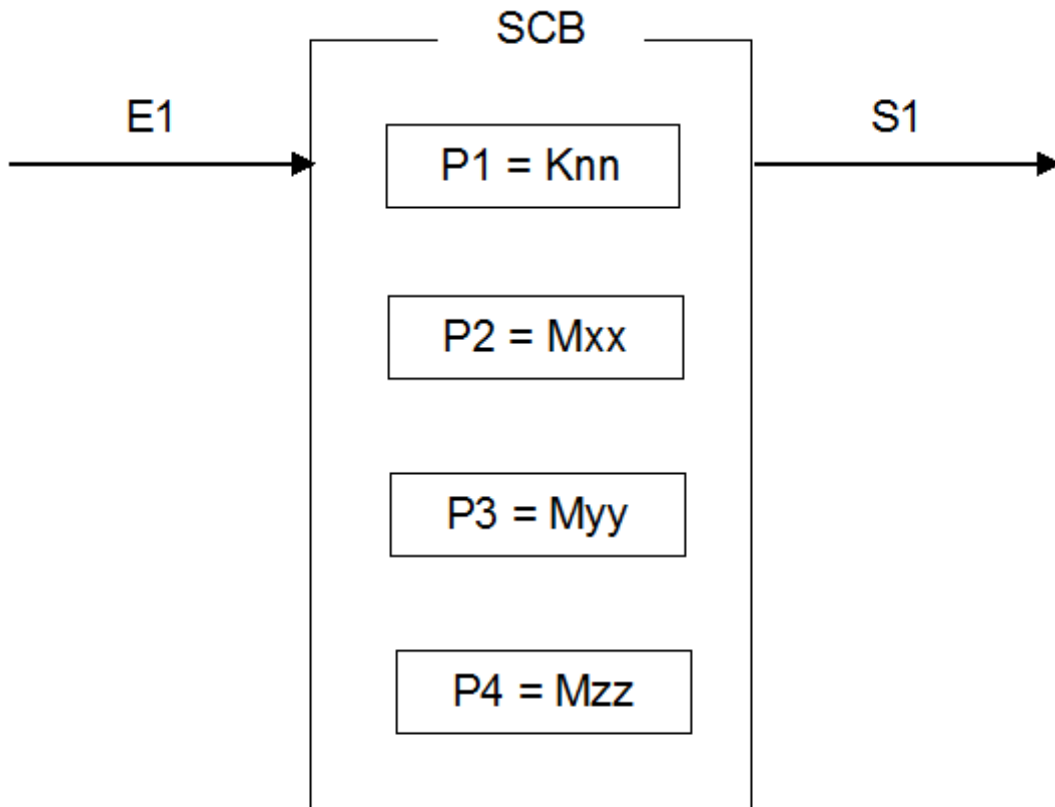 SCB
E1
S1
P1 = Knn
P2 = Mxx
P3 = Myy
P4 = Mzz